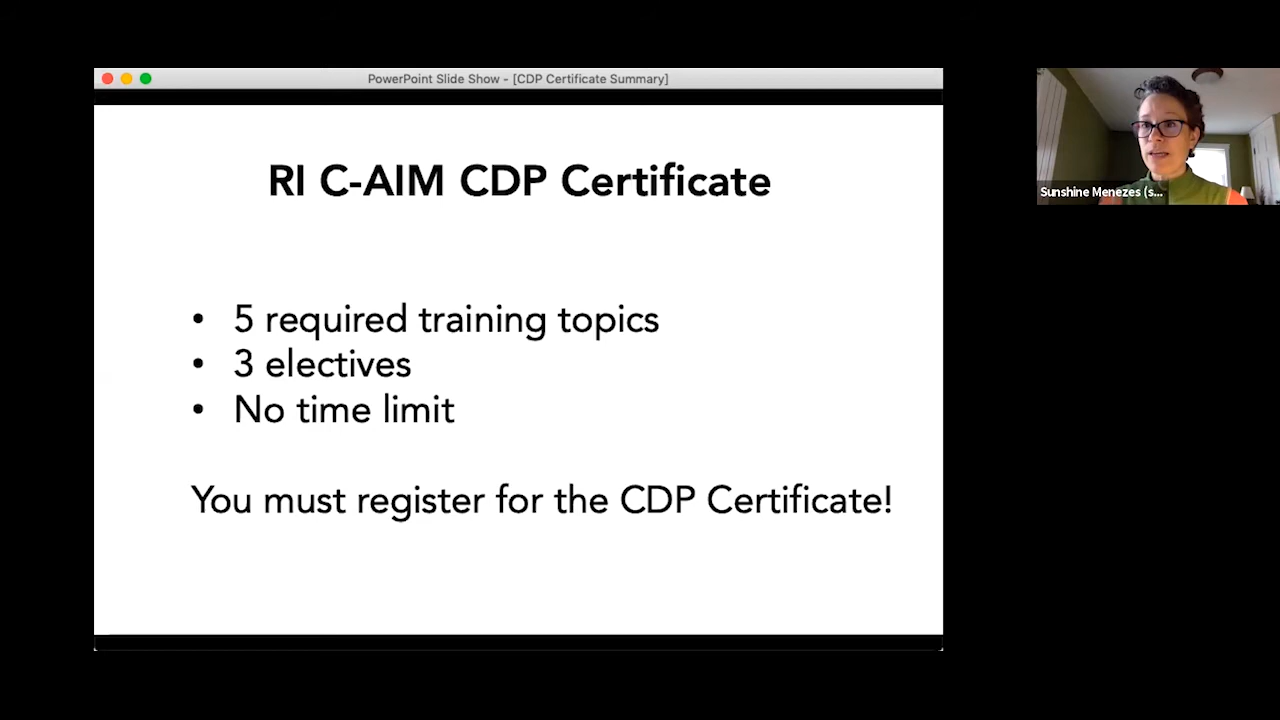 PowerPoint Slide Show - [CDP Certificate Summary]
RI C-AIM CDP Certificate
• 5 required training topics
• 3 electives
• No time limit
You must register for the CDP Certificate!
Sunshine Menezes (s...